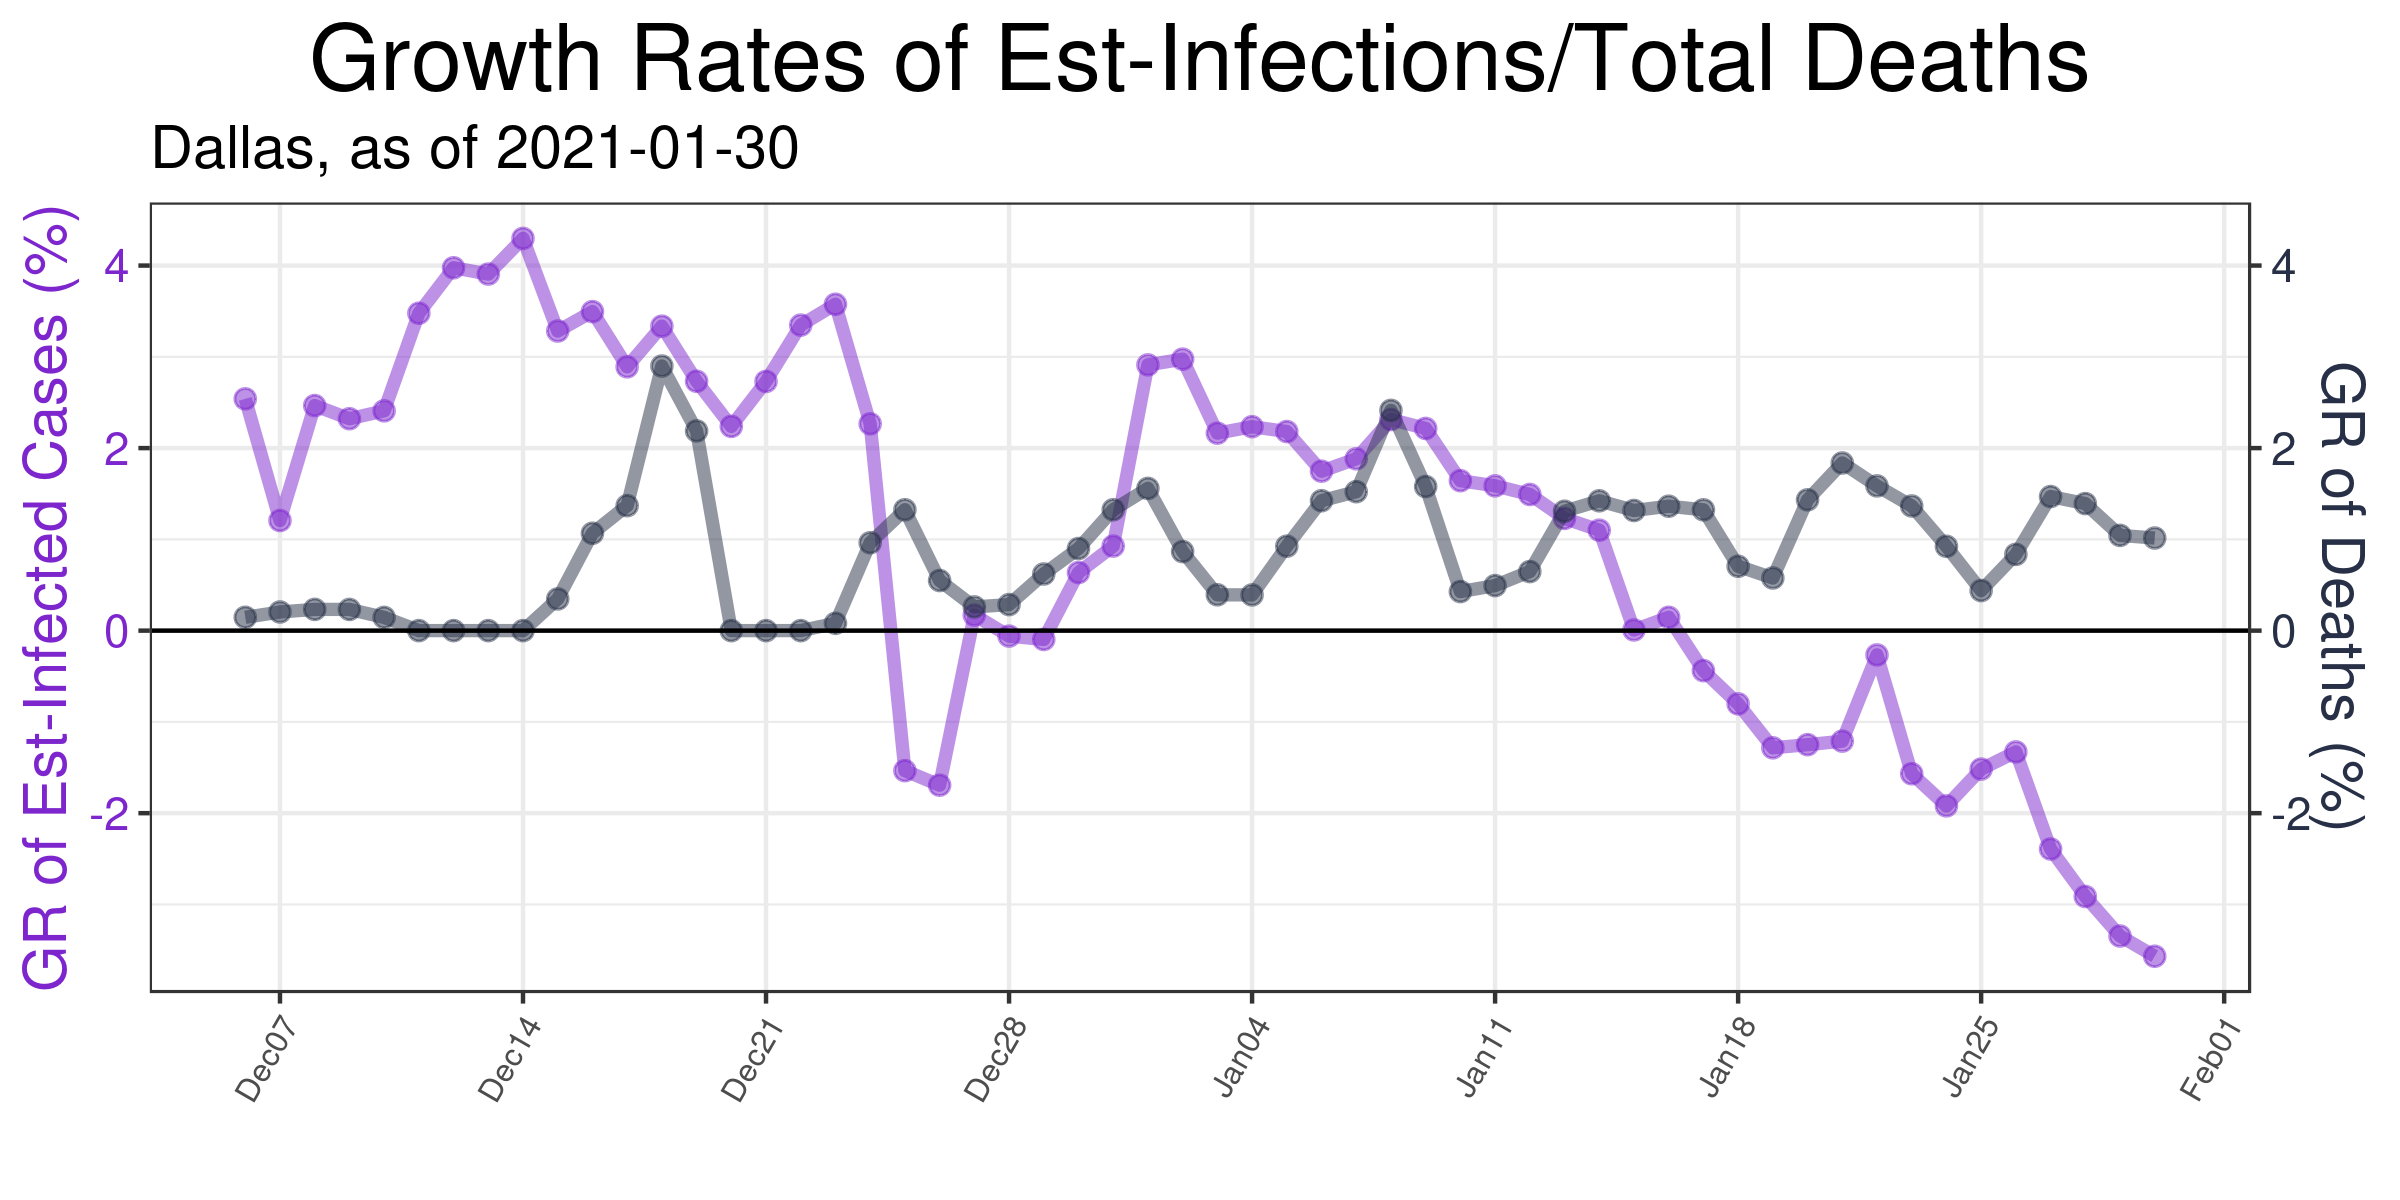 Growth Rates of Est-Infections/Total Deaths
Dallas, as of 2021-01-30
GR of Est-Infected Cases (%)
4
2
0
-2
4
2
0
-2
GR of Deaths (%)
Dec07
Dec14
Dec21
Dec28
Jan04
Jan11
Jan18
Jan25
Feb01